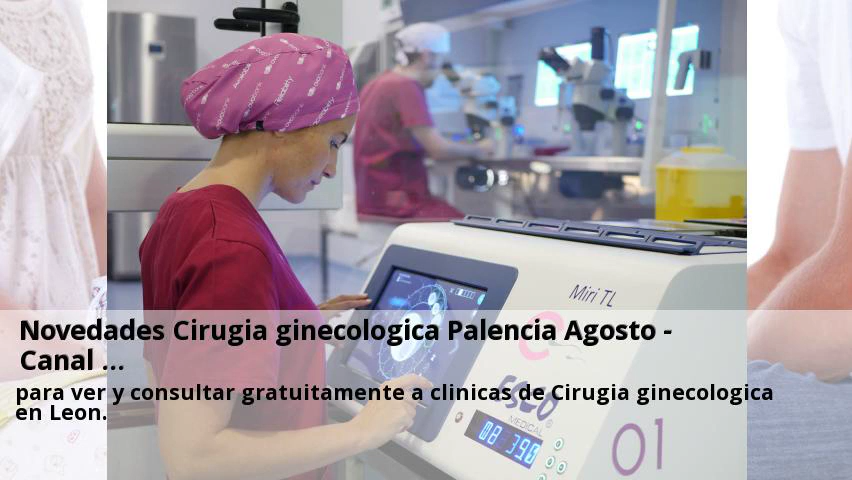 Miri TL
Novedades Cirugia ginecologica Palencia Agosto -
Canal ...
para ver y consultar gratuitamente a clinicas de Cirugia ginecologica
en Leon.
ESCO
MEDICAL
01